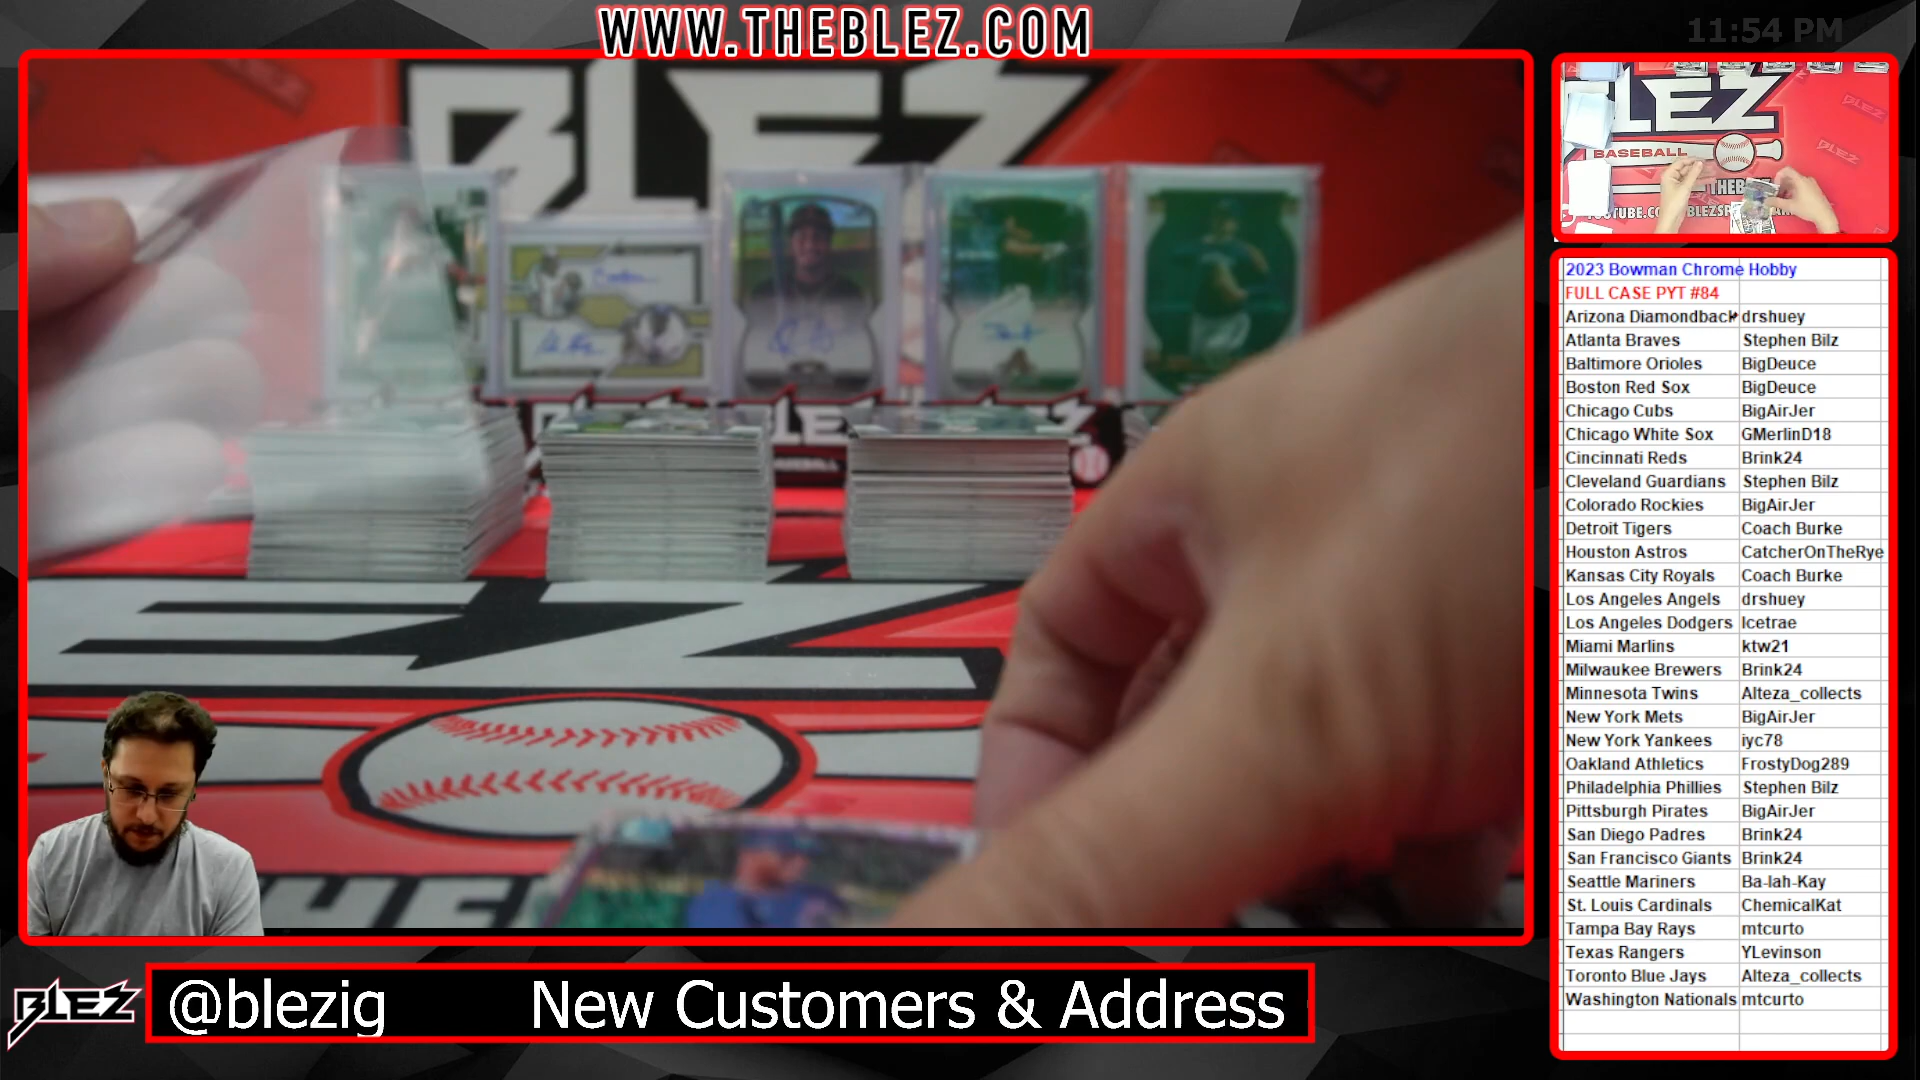 WWW.THEBLEZ.COM
11:54 PM
BLEZ
LEZ
BASEBALL
BLEZ
BLEZ
THEB
2023 Bowman Chrome Hobby
FULL CASE PYT #84
Arizona Diamondback drshuey
Atlanta Braves Stephen Bilz
Baltimore Orioles BigDeuce
Boston Red Sox BigDeuce
Chicago Cubs BigAirJer
Chicago White Sox GMerlinD18
Cincinnati Reds Brink24
Cleveland Guardians Stephen Bilz
Colorado Rockies BigAirJer
Detroit Tigers Coach Burke
Houston Astros CatcherOnTheRye
Kansas City Royals Coach Burke
Los Angeles Angels drshuey
Los Angeles Dodgers Icetrae
Miami Marlins ktw21
Milwaukee Brewers Brink24
Minnesota Twins Alteza_collects
New York Mets BigAirJer
New York Yankees iyc78
Oakland Athletics FrostyDog289
Philadelphia Phillies Stephen Bilz
Pittsburgh Pirates BigAirJer
San Diego Padres Brink24
San Francisco Giants Brink24
Seattle Mariners Ba-lah-Kay
St. Louis Cardinals ChemicalKat
Tampa Bay Rays mtcurto
Texas Rangers YLevinson
Toronto Blue Jays Alteza_collects
Washington Nationals mtcurto
BLEZ
@blezig New Customers & Address